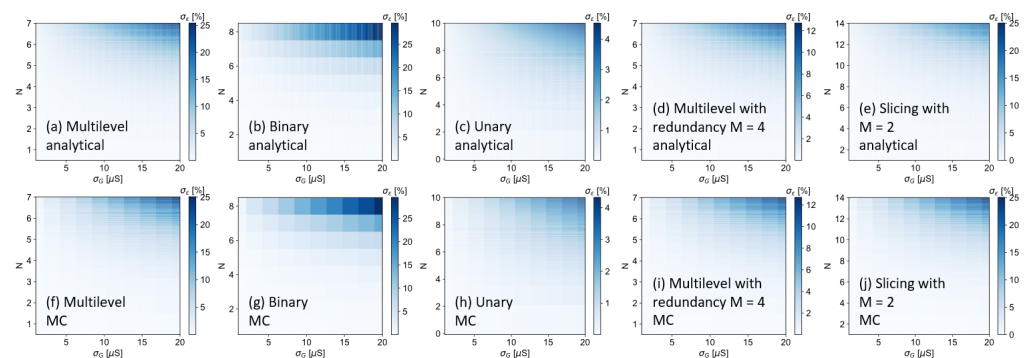 σε [%]
σε [%]
σε [%]
σε [%]
σε [%]
7
6
5
4
3
2
1
N
5 10 15 20
σG [µS]
25
20
15
10
5
(a) Multilevel
analytical
8
6
4
2
N
5 10 15 20
σG [µS]
25
20
15
10
5
(b) Binary
analytical
10
8
6
4
2
0
N
5 10 15 20
σG [µS]
4
3
2
1
(c) Unary
analytical
7
6
5
4
3
2
1
N
5 10 15 20
σG [µS]
12
10
8
6
4
2
(d) Multilevel with
redundancy M = 4
analytical
14
12
10
8
6
4
2
N
5 10 15 20
σG [µS]
25
20
15
10
5
0
(e) Slicing with
M = 2
analytical
σε [%]
σε [%]
σε [%]
σε [%]
σε [%]
7
6
5
4
3
2
1
N
5 10 15 20
σG [µS]
25
20
15
10
5
(f) Multilevel
MC
8
6
4
2
N
5 10 15 20
σG [µS]
25
20
15
10
5
(g) Binary
MC
10
8
6
4
2
0
N
5 10 15 20
σG [µS]
4
3
2
1
(h) Unary
MC
7
6
5
4
3
2
1
N
5 10 15 20
σG [µS]
12
10
8
6
4
2
(i) Multilevel with
redundancy M = 4
MC
14
12
10
8
6
4
2
N
5 10 15 20
σG [µS]
25
20
15
10
5
0
(j) Slicing with
M = 2
MC